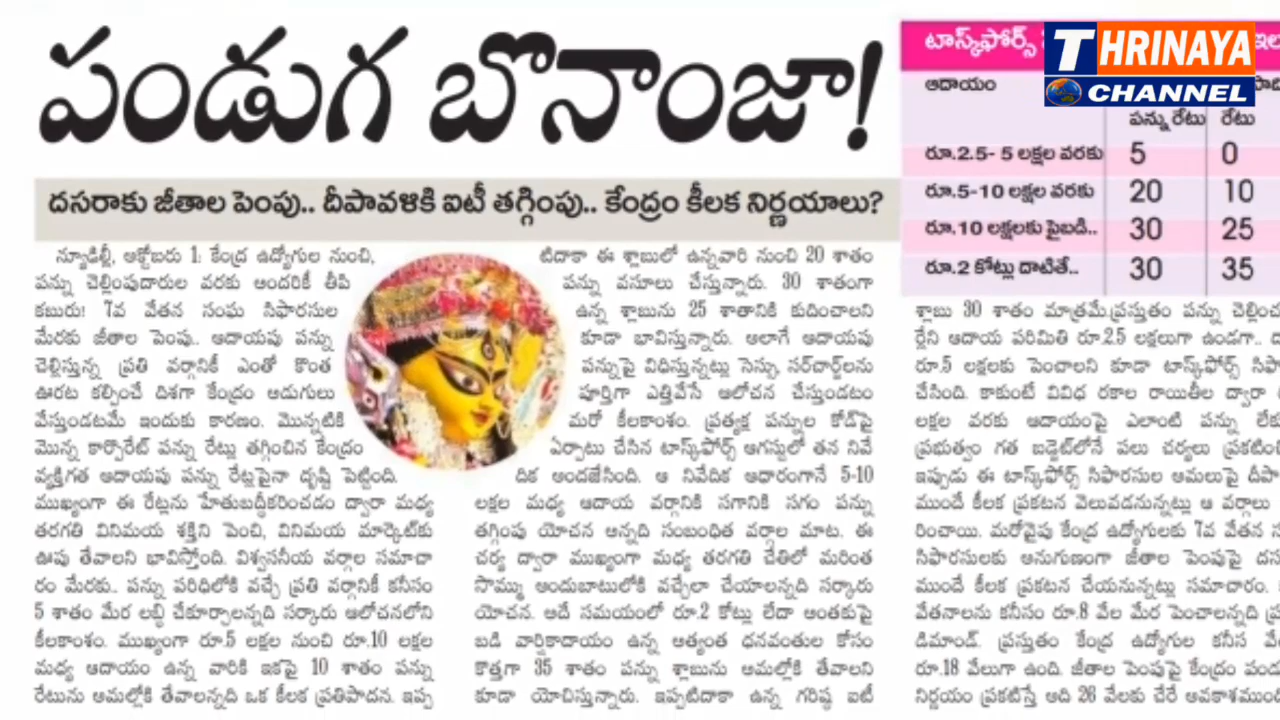 పండుగ బొనాంజా!
దసరాకు జీతాల పెంపు.. దీపావళికి ఐటీ తగ్గింపు.. కేంద్రం కీలక నిర్ణయాలు?
న్యూఢిల్లీ, అక్టోబరు 1: కేంద్ర ఉద్యోగుల నుంచి,
పన్ను చెల్లింపుదారుల వరకు అందరికీ తీపి
కబురు! 7వ వేతన సంఘ సిఫారసుల
మేరకు జీతాల పెంపు.. ఆదాయపు పన్ను
చెల్లిస్తున్న ప్రతి వర్గానికీ ఎంతో కొంత
ఊరట కల్పించే దిశగా కేంద్రం అడుగులు
వేస్తుండటమే ఇందుకు కారణం. మొన్నటికి
మొన్న కార్పొరేట్ పన్ను రేట్లు తగ్గించిన కేంద్రం
వ్యక్తిగత ఆదాయపు పన్ను రేట్లపైనా దృష్టి పెట్టింది.
ముఖ్యంగా ఈ రేట్లను హేతుబద్ధీకరించడం ద్వారా మధ్య
తరగతి వినిమయ శక్తిని పెంచి, వినిమయ మార్కెట్‌కు
ఊపు తేవాలని భావిస్తోంది. విశ్వసనీయ వర్గాల సమాచా
రం మేరకు.. పన్ను పరిధిలోకి వచ్చే ప్రతి వర్గానికీ కనీసం
5 శాతం మేర లబ్ధి చేకూర్చాలన్నది సర్కారు ఆలోచనలోని
కీలకాంశం. ముఖ్యంగా రూ.5 లక్షల నుంచి రూ.10 లక్షల
మధ్య ఆదాయం ఉన్న వారికి ఇకపై 10 శాతం పన్ను
రేటును అమల్లోకి తేవాలన్నది ఒక కీలక ప్రతిపాదన. ఇప్ప
టిదాకా ఈ శ్లాబులో ఉన్నవారి నుంచి 20 శాతం
పన్ను వసూలు చేస్తున్నారు. 30 శాతంగా
ఉన్న శ్లాబును 25 శాతానికి కుదించాలని
కూడా భావిస్తున్నారు. అలాగే ఆదాయపు
పన్నుపై విధిస్తున్నట్లు సెస్సు, సర్‌చార్జ్‌లను
పూర్తిగా ఎత్తివేసే ఆలోచన చేస్తుండటం
మరో కీలకాంశం. ప్రత్యక్ష పన్నుల కోడ్‌పై
ఏర్పాటు చేసిన టాస్క్‌ఫోర్స్ ఆగస్టులో తన నివే
దిక అందజేసింది. ఆ నివేదిక ఆధారంగానే 5-10
లక్షల మధ్య ఆదాయ వర్గానికి సగానికి సగం పన్ను
తగ్గింపు యోచన అన్నది సంబంధిత వర్గాల మాట. ఈ
చర్య ద్వారా ముఖ్యంగా మధ్య తరగతి చేతిలో మరింత
సొమ్ము అందుబాటులోకి వచ్చేలా చేయాలన్నది సర్కారు
యోచన. అదే సమయంలో రూ.2 కోట్లు లేదా అంతకుపై
బడి వార్షికాదాయం ఉన్న అత్యంత ధనవంతుల కోసం
కొత్తగా 35 శాతం పన్ను శ్లాబును అమల్లోకి తేవాలని
కూడా యోచిస్తున్నారు. ఇప్పటిదాకా ఉన్న గరిష్ఠ ఐటీ
టాస్క్‌ఫోర్స్
THRINAYA
CHANNEL
ఆదాయం
పన్ను రేటు రేటు
రూ.2.5- 5 లక్షల వరకు 5 0
రూ.5-10 లక్షల వరకు 20 10
రూ.10 లక్షలకు పైబడి.. 30 25
రూ.2 కోట్లు దాటితే.. 30 35
శ్లాబు 30 శాతం మాత్రమే.ప్రస్తుతం పన్ను
ర్లేని ఆదాయ పరిమితి రూ.2.5 లక్షలుగా ఉండగా..
రూ.5 లక్షలకు పెంచాలని కూడా టాస్క్‌ఫోర్స్
చేసింది. కాకుంటే వివిధ రకాల రాయితీల ద్వారా
లక్షల వరకు ఆదాయంపై ఎలాంటి పన్ను
ప్రభుత్వం గత బడ్జెట్‌లోనే పలు చర్యలు
ఇప్పుడు ఈ టాస్క్‌ఫోర్స్ సిఫారసుల అమలుపై
ముందే కీలక ప్రకటన వెలువడనున్నట్లు ఆ వర్గాలు
రించాయి. మరోవైపు కేంద్ర ఉద్యోగులకు 7వ వేతన
సిఫారసులకు అనుగుణంగా జీతాల పెంపుపై
ముందే కీలక ప్రకటన చేయనున్నట్లు సమాచారం.
వేతనాలను కనీసం రూ.8 వేల మేర పెంచాలన్నది
డిమాండ్. ప్రస్తుతం కేంద్ర ఉద్యోగుల కనీస
రూ.18 వేలుగా ఉంది. జీతాల పెంపుపై కేంద్రం
నిర్ణయం ప్రకటిస్తే అది 26 వేలకు చేరే